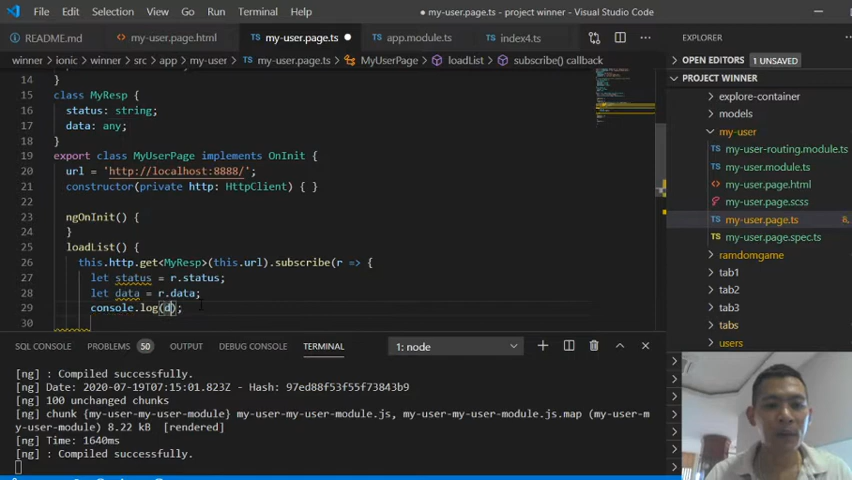 File Edit Selection View Go Run Terminal Help
my-user.page.ts - project winner - Visual Studio Code
README.md my-user.page.html my-user.page.ts app.module.ts index4.ts
winner > ionic > winner > src > app > my-user > my-user.page.ts > MyUserPage > loadList > subscribe() callback
14 }
15 class MyResp {
16 status: string;
17 data: any;
18 }
19 export class MyUserPage implements OnInit {
20 url = 'http://localhost:8888/';
21 constructor(private http: HttpClient) { }
22
23 ngOnInit() {
24 }
25 loadList() {
26 this.http.get<MyResp>(this.url).subscribe(r => {
27 let status = r.status;
28 let data = r.data;
29 console.log(d);
30
SQL CONSOLE PROBLEMS 50 OUTPUT DEBUG CONSOLE TERMINAL 1: node
[ng] : Compiled successfully.
[ng] Date: 2020-07-19T07:15:01.823Z - Hash: 97ed88f53f55f73843b9
[ng] 100 unchanged chunks
[ng] chunk {my-user-my-user-module} my-user-my-user-module.js, my-user-my-user-module.js.map (my-user-m
y-user-module) 8.22 kB [rendered]
[ng] Time: 1640ms
[ng] : Compiled successfully.
EXPLORER
OPEN EDITORS 1 UNSAVED
PROJECT WINNER
explore-container
models
my-user
TS my-user-routing.module.ts
TS my-user.module.ts
my-user.page.html
my-user.page.scss
TS my-user.page.ts
TS my-user.page.spec.ts
ramdomgame
tab1
tab2
tab3
tabs
users